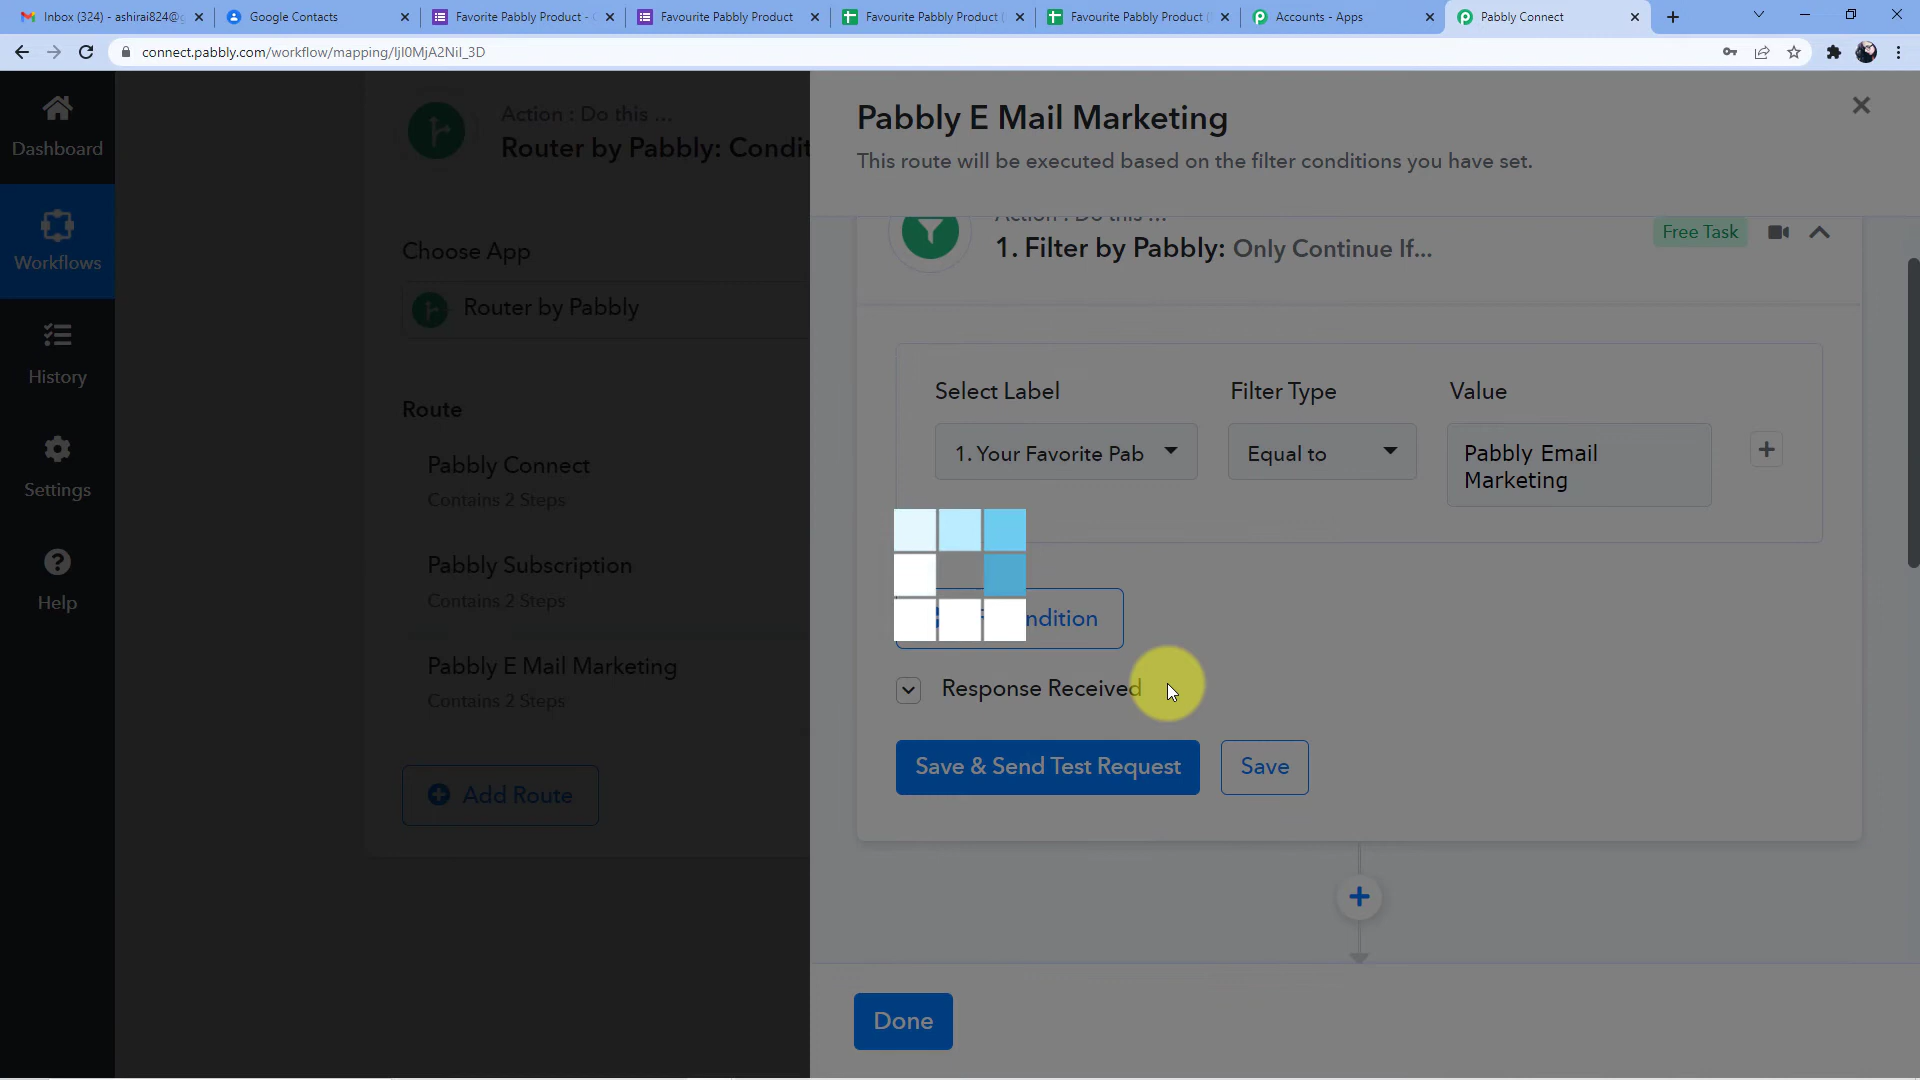 Inbox (324) - ashirai824@g
Google Contacts
Favorite Pabbly Product -
Favourite Pabbly Product
Favourite Pabbly Product (
Favourite Pabbly Product (
Accounts - Apps
Pabbly Connect
connect.pabbly.com/workflow/mapping/IjI0MjA2NiI_3D
Dashboard
Workflows
History
Settings
Help
Action : Do this ...
Router by Pabbly: Condit
Choose App
Router by Pabbly
Route
Pabbly Connect
Contains 2 Steps
Pabbly Subscription
Contains 2 Steps
Pabbly E Mail Marketing
Contains 2 Steps
Add Route
Pabbly E Mail Marketing
This route will be executed based on the filter conditions you have set.
Action : Do this ...
1. Filter by Pabbly: Only Continue If...
Free Task
Select Label
Filter Type
Value
1. Your Favorite Pab
Equal to
Pabbly Email
Marketing
ndition
Response Received
Save & Send Test Request
Save
Done